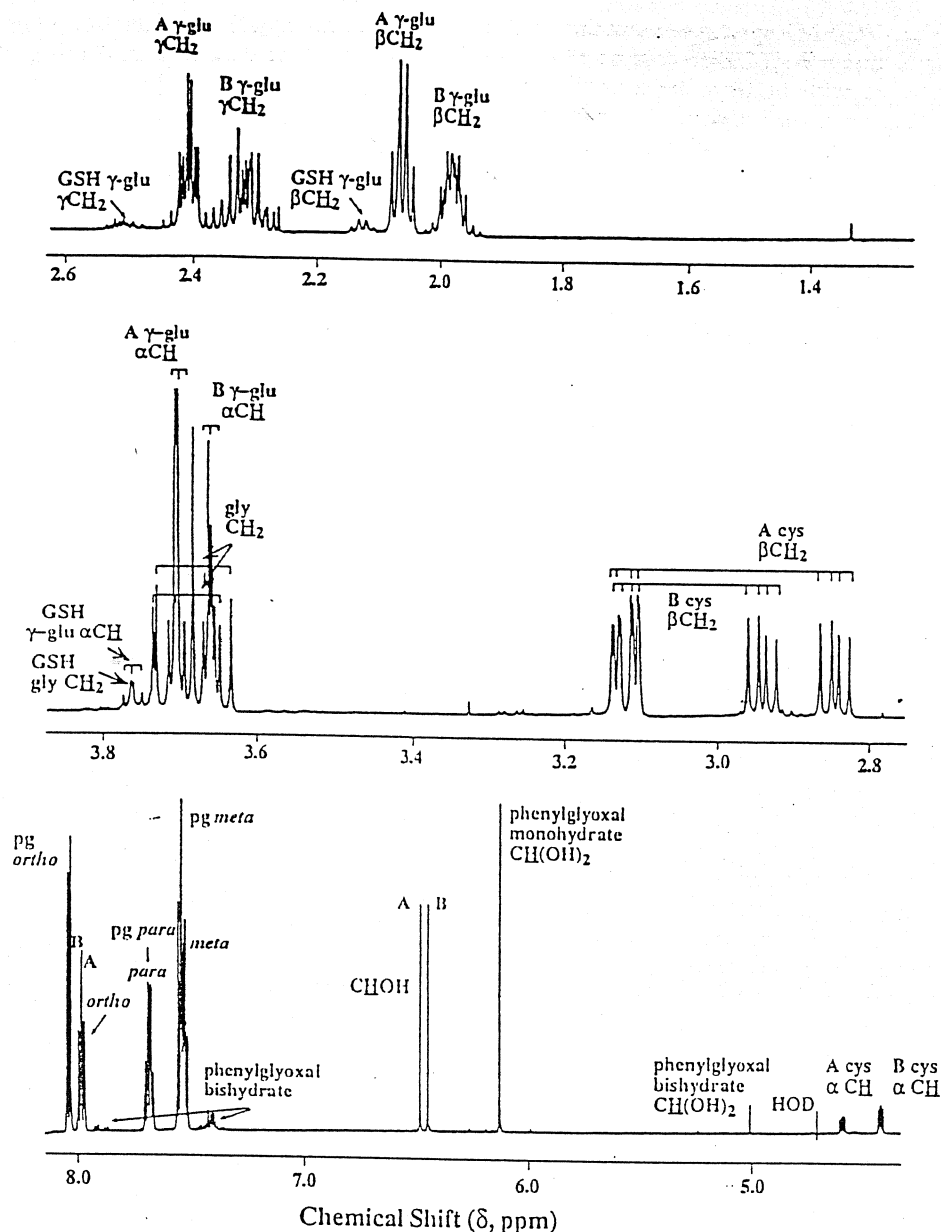 A γ-glu
γCH₂
B γ-glu
γCH₂
GSH γ-glu
γCH₂
A γ-glu
βCH₂
B γ-glu
βCH₂
GSH γ-glu
βCH₂
2.6
2.4
2.2
2.0
1.8
1.6
1.4
A γ-glu
αCH
B γ-glu
αCH
gly
CH₂
GSH
γ-glu αCH
GSH
gly CH₂
A cys
βCH₂
B cys
βCH₂
3.8
3.6
3.4
3.2
3.0
2.8
pg
ortho
B
A
ortho
pg para
para
pg meta
meta
phenylglyoxal
bishydrate
A
B
CHOH
phenylglyoxal
monohydrate
CH(OH)₂
phenylglyoxal
bishydrate
CH(OH)₂
HOD
A cys
α CH
B cys
α CH
8.0
7.0
6.0
5.0
Chemical Shift (δ, ppm)